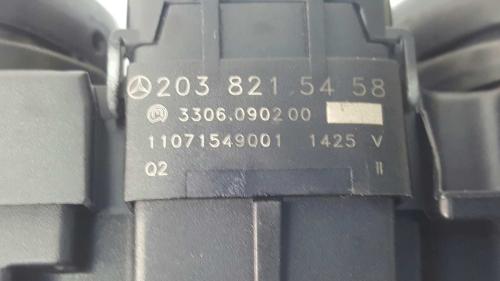 203 821 54 58
3306.090200
11071549001 1425 V
Q2 II